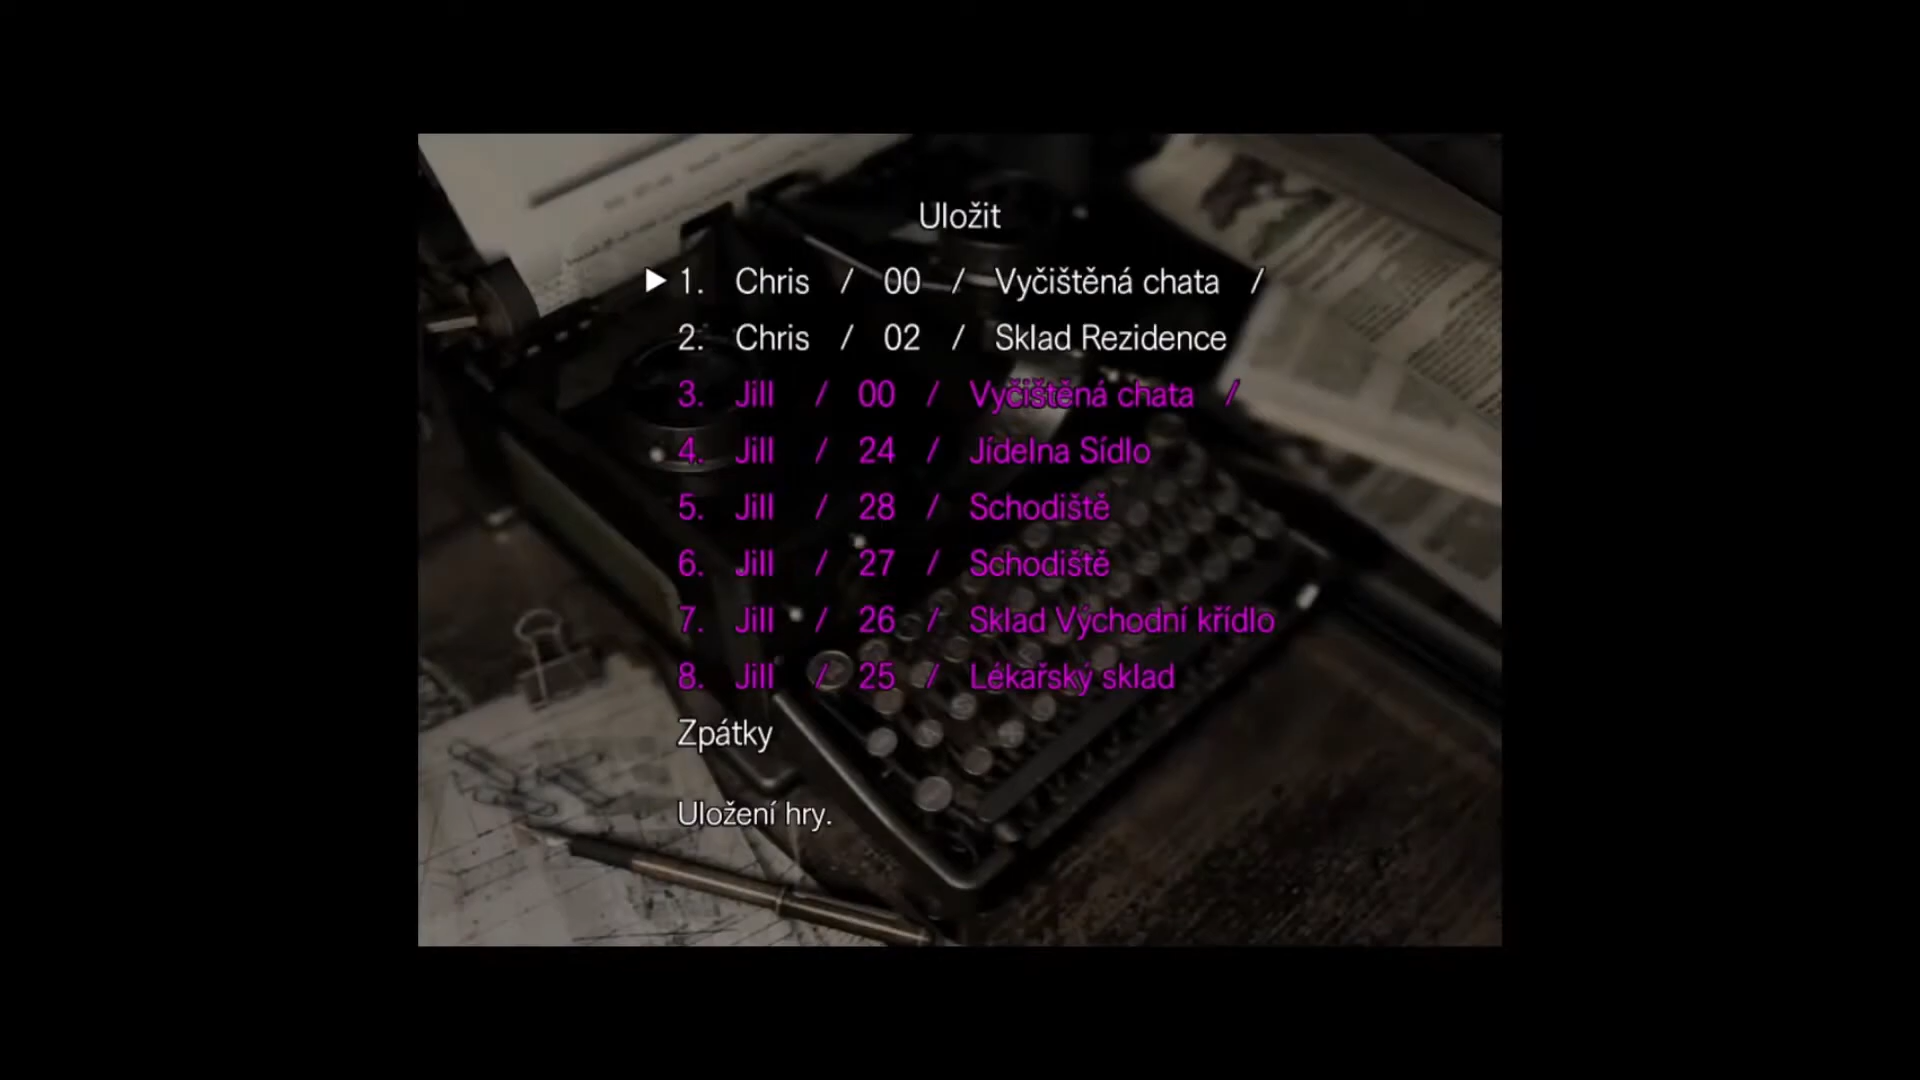 Uložit
1. Chris / 00 / Vyčištěná chata /
2. Chris / 02 / Sklad Rezidence
3. Jill / 00 / Vyčištěná chata /
4. Jill / 24 / Jídelna Sídlo
5. Jill / 28 / Schodiště
6. Jill / 27 / Schodiště
7. Jill / 26 / Sklad Východní křídlo
8. Jill / 25 / Lékařský sklad
Zpátky
Uložení hry.